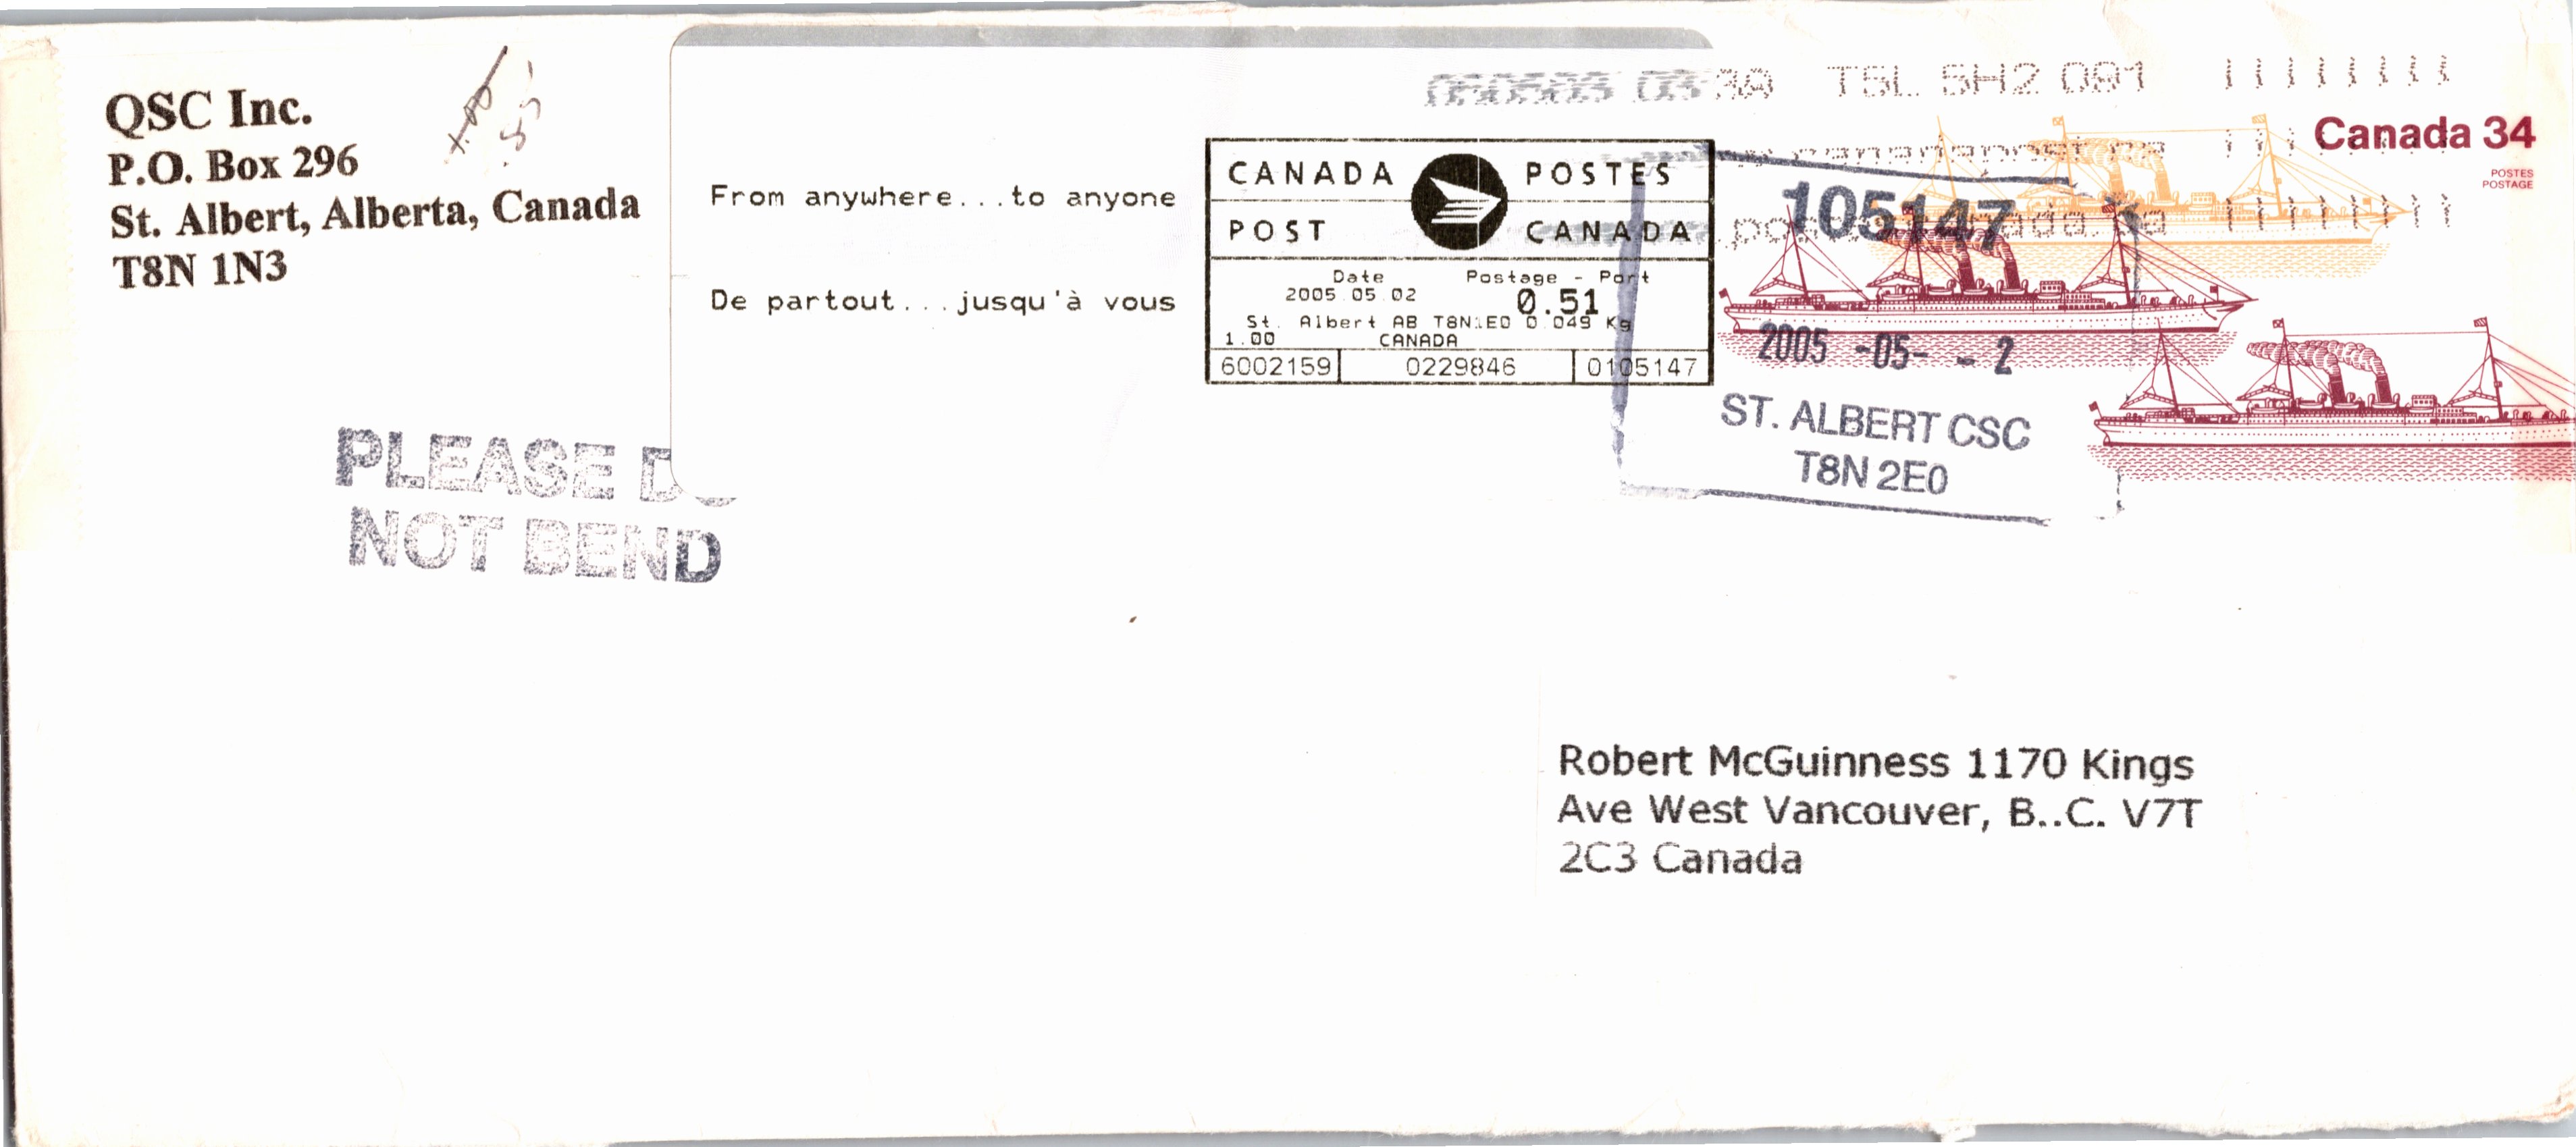 QSC Inc.
P.O. Box 296
St. Albert, Alberta, Canada
T8N 1N3
PLEASE DO
NOT BEND
From anywhere...to anyone
De partout...jusqu'à vous
CANADA POSTES
POST CANADA
Date Postage - Port
2005.05.02 0.51
St. Albert AB T8N1E0 0.049 Kg
1.00 CANADA
6002159 0229846 0105147
T5L 5H2 091
Canada 34
POSTES
POSTAGE
105147
2005 -05- - 2
ST. ALBERT CSC
T8N 2E0
Robert McGuinness 1170 Kings
Ave West Vancouver, B..C. V7T
2C3 Canada